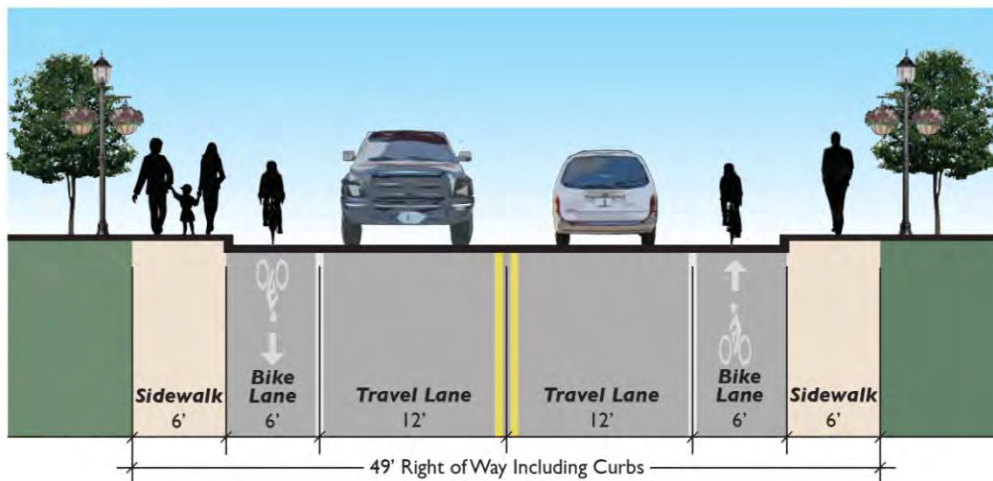 Sidewalk
6'
Bike
Lane
6'
Travel Lane
12'
Travel Lane
12'
Bike
Lane
6'
Sidewalk
6'
49' Right of Way Including Curbs